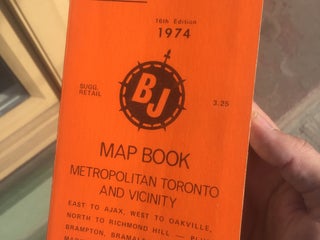 16th Edition
1974
BJ
SUGG.
RETAIL
3.25
MAP BOOK
METROPOLITAN TORONTO
AND VICINITY
EAST TO AJAX, WEST TO OAKVILLE,
NORTH TO RICHMOND HILL — PLUS
BRAMPTON, BRAMALEA